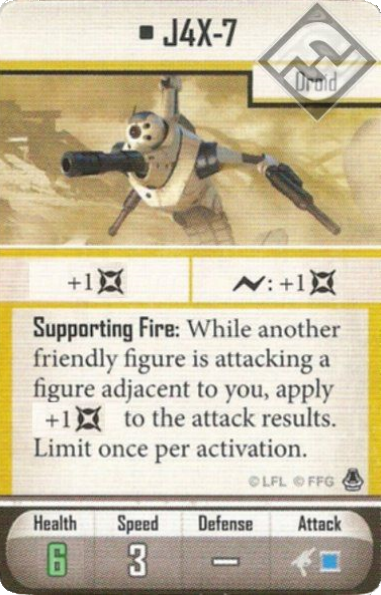 J4X-7
Droid
+1
: +1
Supporting Fire: While another
friendly figure is attacking a
figure adjacent to you, apply
+1 to the attack results.
Limit once per activation.
© LFL © FFG
Health Speed Defense Attack
6 3 –